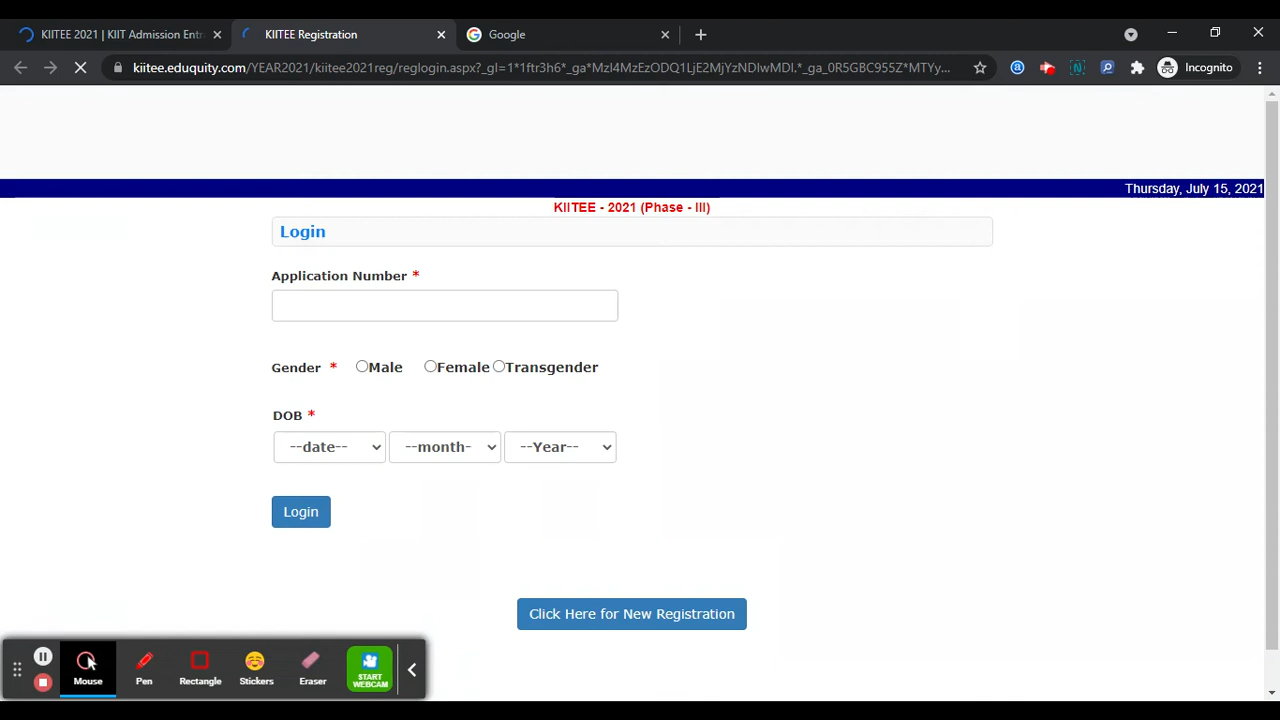 KIITEE 2021 | KIIT Admission Entr
KIITEE Registration
Google
kiitee.eduquity.com/YEAR2021/kiitee2021reg/reglogin.aspx?_gl=1*1ftr3h6*_ga*MzI4MzEzODQ1LjE2MjYzNDIwMDI.*_ga_0R5GBC955Z*MTYy...
Incognito
Thursday, July 15, 2021
KIITEE - 2021 (Phase - III)
Login
Application Number *
Gender * Male Female Transgender
DOB *
--date-- --month- --Year--
Login
Click Here for New Registration
Mouse Pen Rectangle Stickers Eraser START WEBCAM